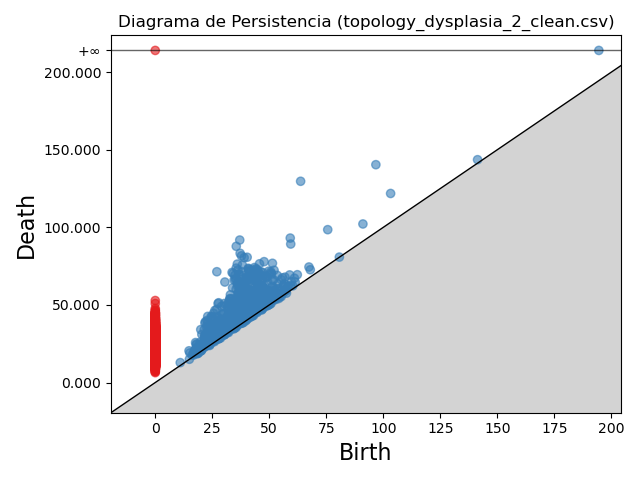 Diagrama de Persistencia (topology_dysplasia_2_clean.csv)
+∞
200.000
150.000
100.000
50.000
0.000
Death
0 25 50 75 100 125 150 175 200
Birth